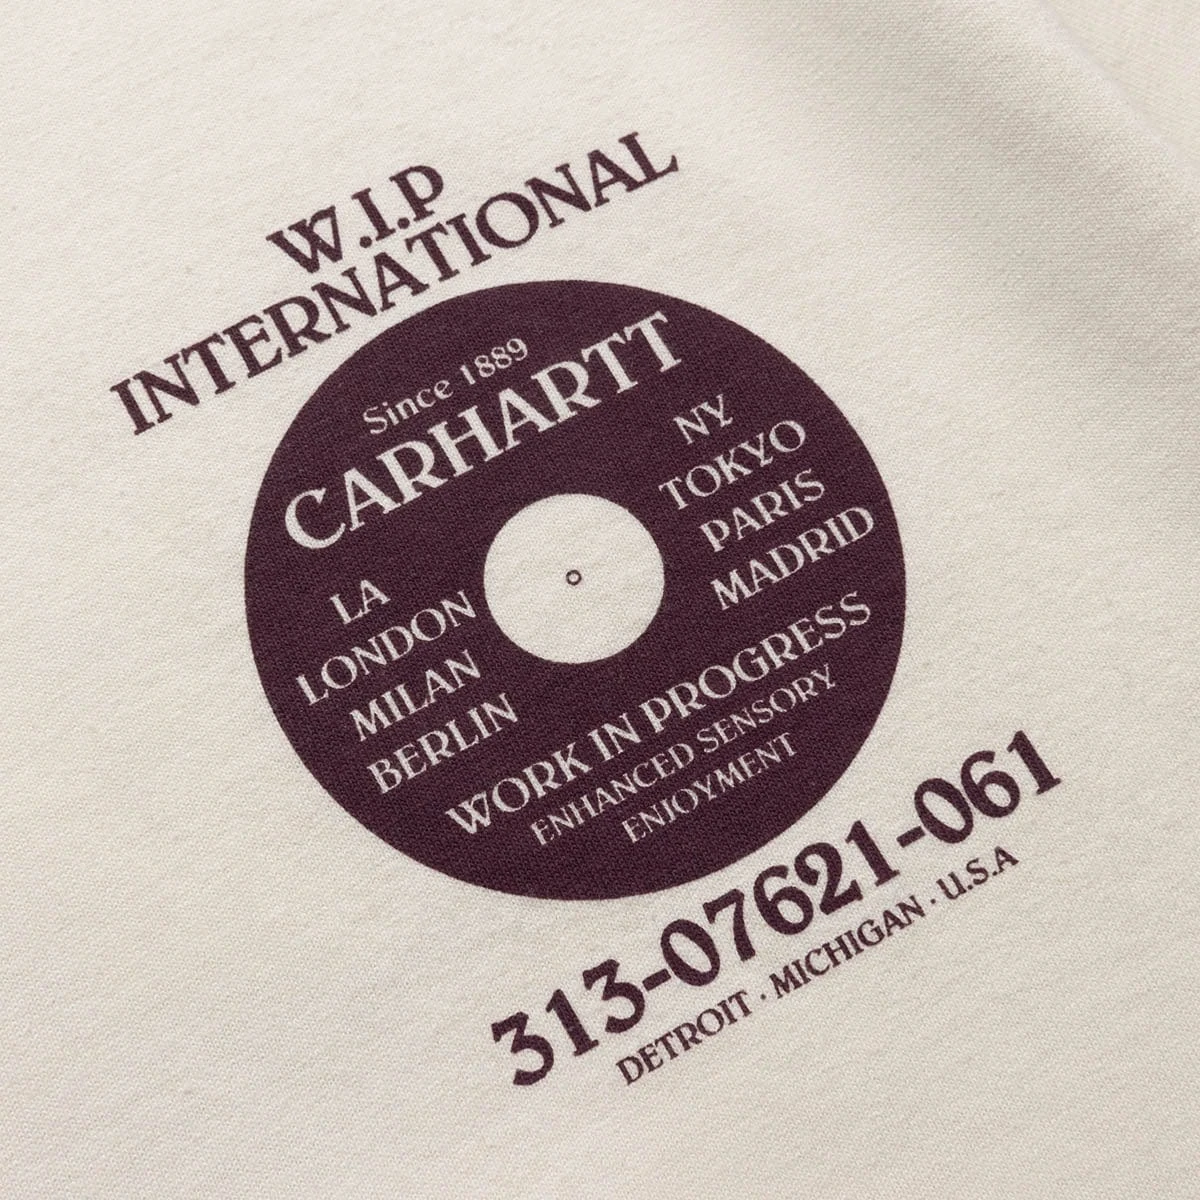 W.I.P
INTERNATIONAL
Since 1889
CARHARTT
LA
LONDON
MILAN
BERLIN
NY
TOKYO
PARIS
MADRID
WORK IN PROGRESS
ENHANCED SENSORY
ENJOYMENT
313-07621-061
DETROIT · MICHIGAN · U.S.A